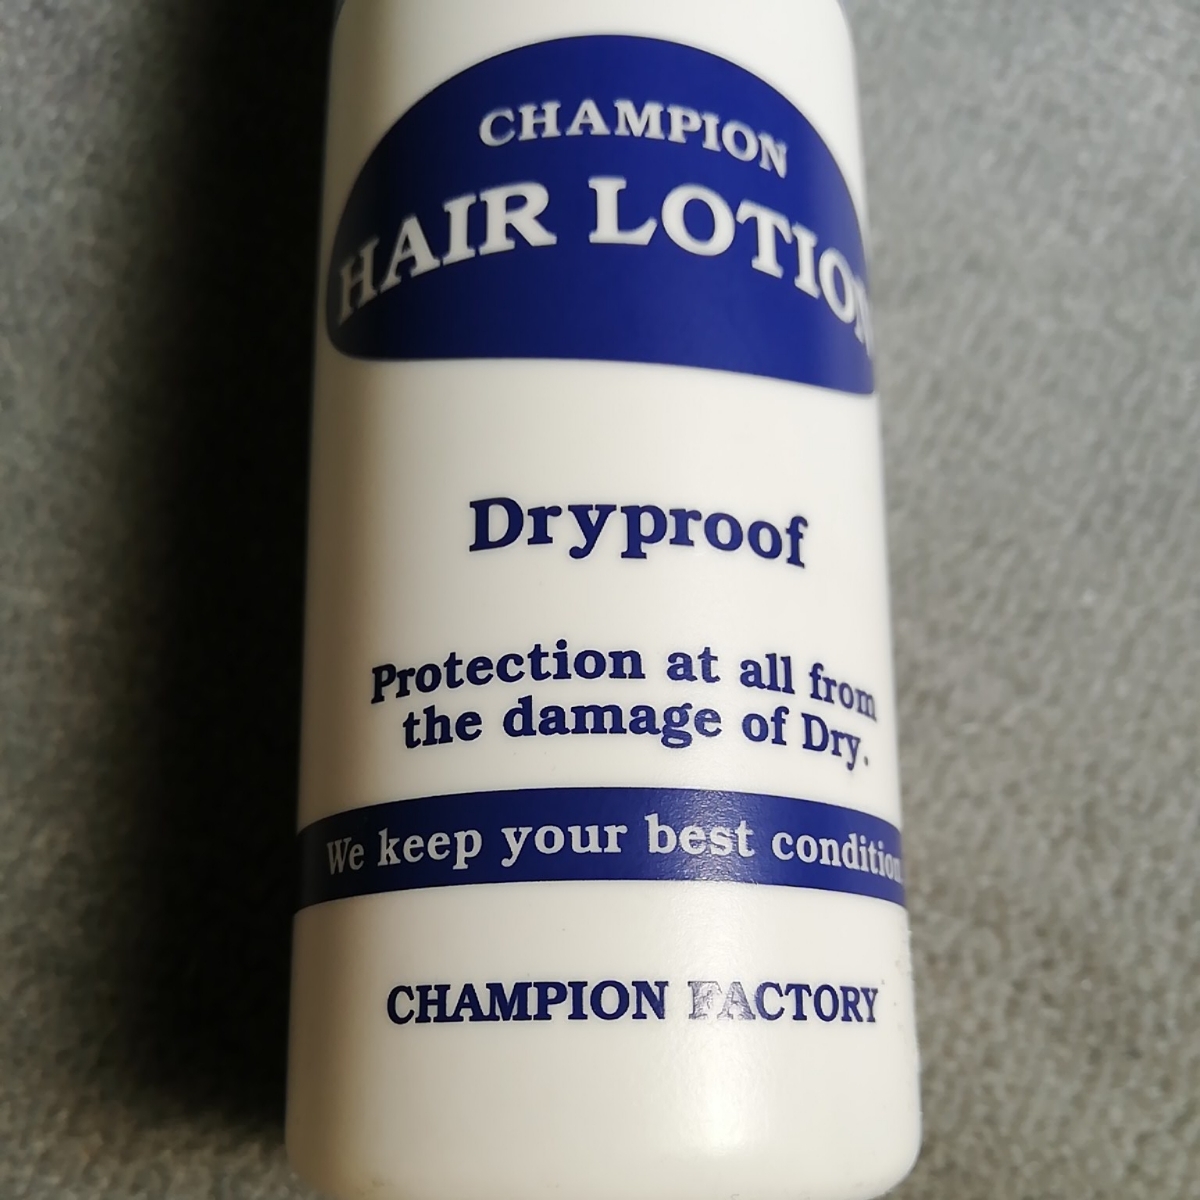 CHAMPION
HAIR LOTION
Dryproof
Protection at all from
the damage of Dry.
We keep your best condition
CHAMPION FACTORY